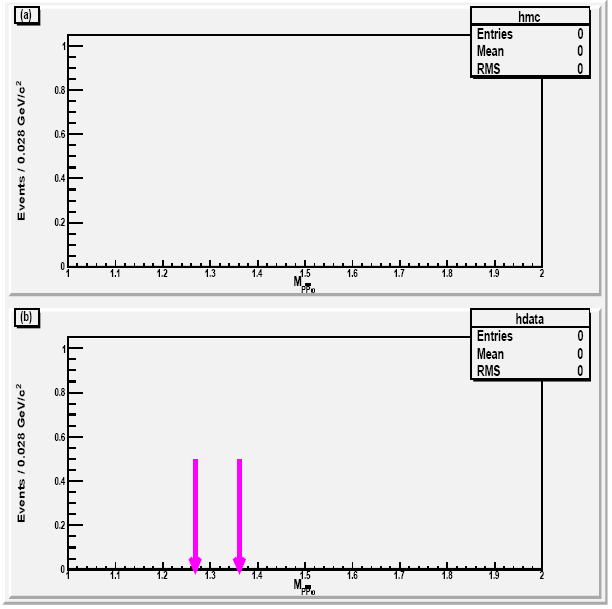 (a)
hmc
Entries 0
Mean 0
RMS 0
Events / 0.028 GeV/c²
1
0.8
0.6
0.4
0.2
0
1 1.1 1.2 1.3 1.4 1.5 1.6 1.7 1.8 1.9 2
(b)
hdata
Entries 0
Mean 0
RMS 0
Events / 0.028 GeV/c²
1
0.8
0.6
0.4
0.2
0
1 1.1 1.2 1.3 1.4 1.5 1.6 1.7 1.8 1.9 2